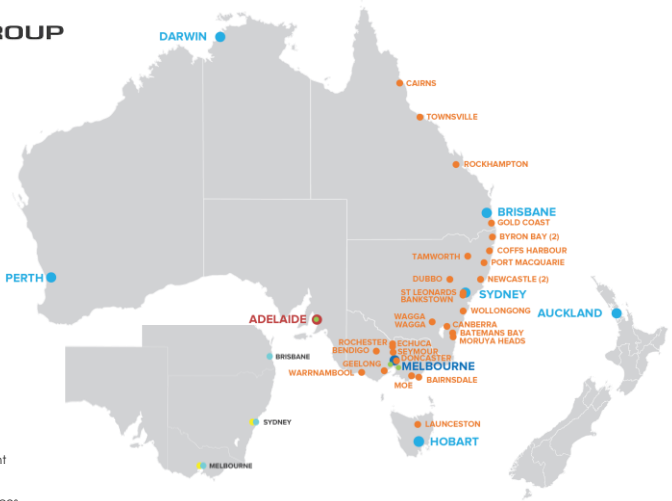 ROUP
DARWIN
CAIRNS
TOWNSVILLE
ROCKHAMPTON
BRISBANE
GOLD COAST
BYRON BAY (2)
COFFS HARBOUR
TAMWORTH
PORT MACQUARIE
PERTH
DUBBO
NEWCASTLE (2)
ST LEONARDS
SYDNEY
BANKSTOWN
WOLLONGONG
AUCKLAND
ADELAIDE
WAGGA
WAGGA
CANBERRA
BATEMANS BAY
MORUYA HEADS
ROCHESTER
ECHUCA
BENDIGO
SEYMOUR
DONCASTER
BRISBANE
GEELONG
MELBOURNE
WARRNAMBOOL
MOE
BAIRNSDALE
SYDNEY
LAUNCESTON
HOBART
MELBOURNE